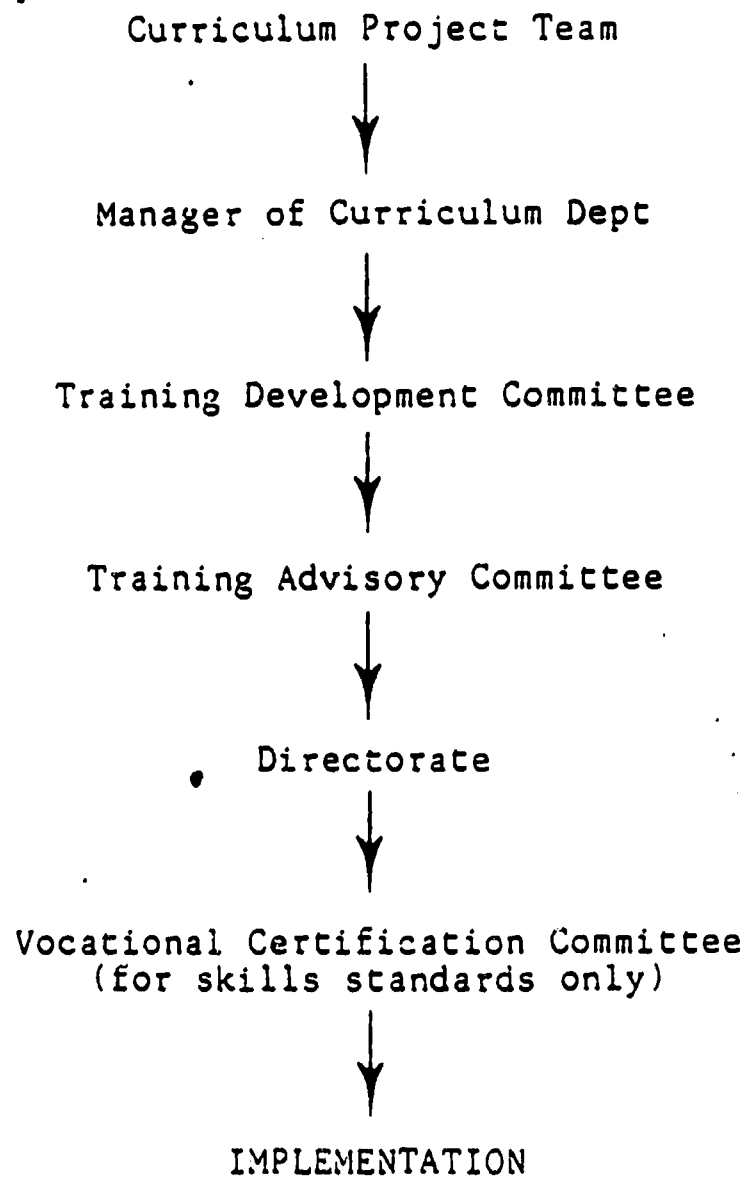 Curriculum Project Team
Manager of Curriculum Dept
Training Development Committee
Training Advisory Committee
Directorate
Vocational Certification Committee
(for skills standards only)
IMPLEMENTATION